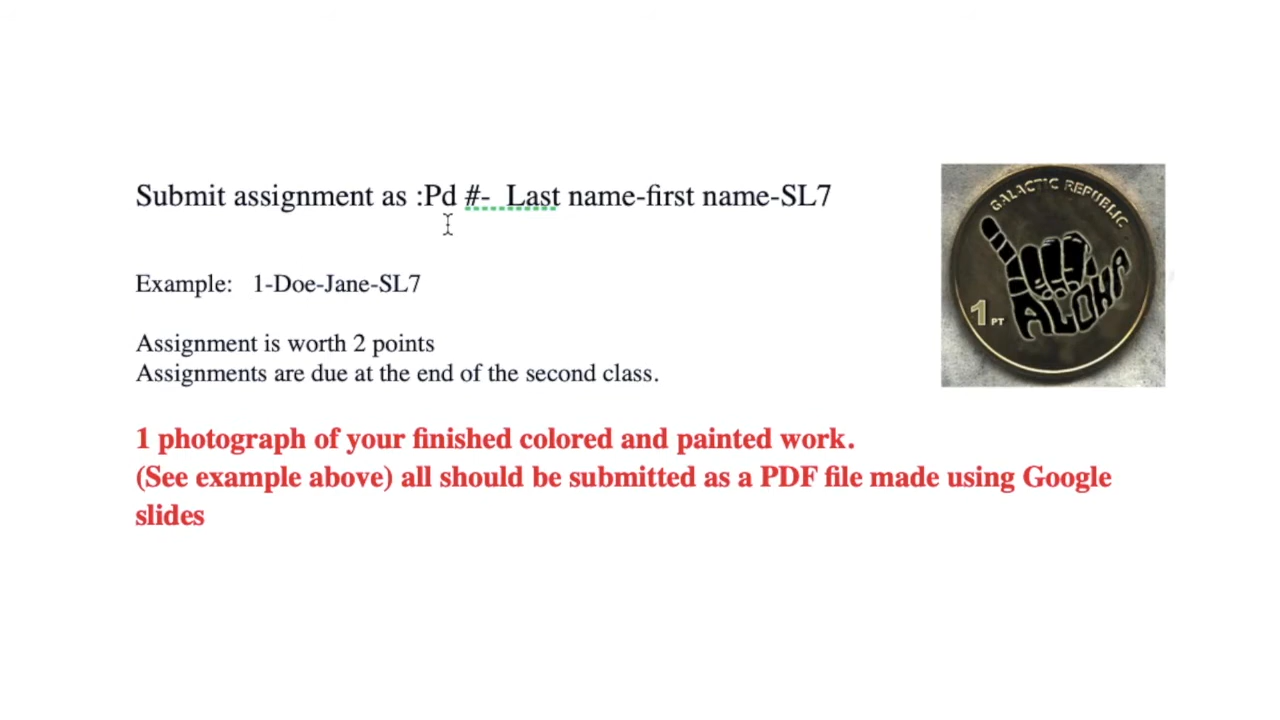 Submit assignment as :Pd #-  Last name-first name-SL7
GALACTIC REPUBLIC
ALOHA
1 PT
Example:   1-Doe-Jane-SL7
Assignment is worth 2 points
Assignments are due at the end of the second class.
1 photograph of your finished colored and painted work.
(See example above) all should be submitted as a PDF file made using Google
slides